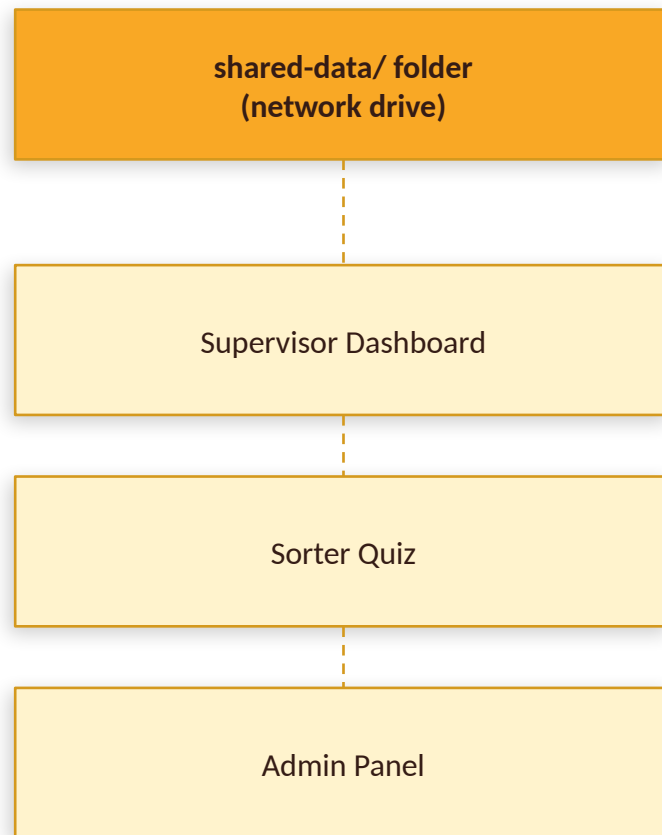 shared-data/ folder
(network drive)
Supervisor Dashboard
Sorter Quiz
Admin Panel